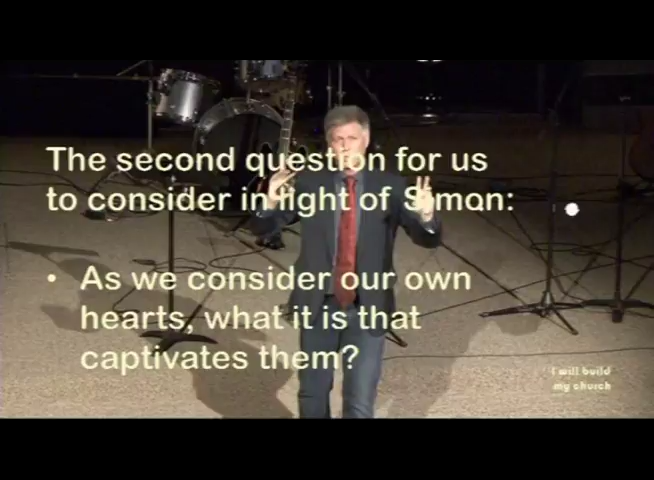 The second question for us
to consider in light of Simon:
• As we consider our own
hearts, what it is that
captivates them?
I will build
my church